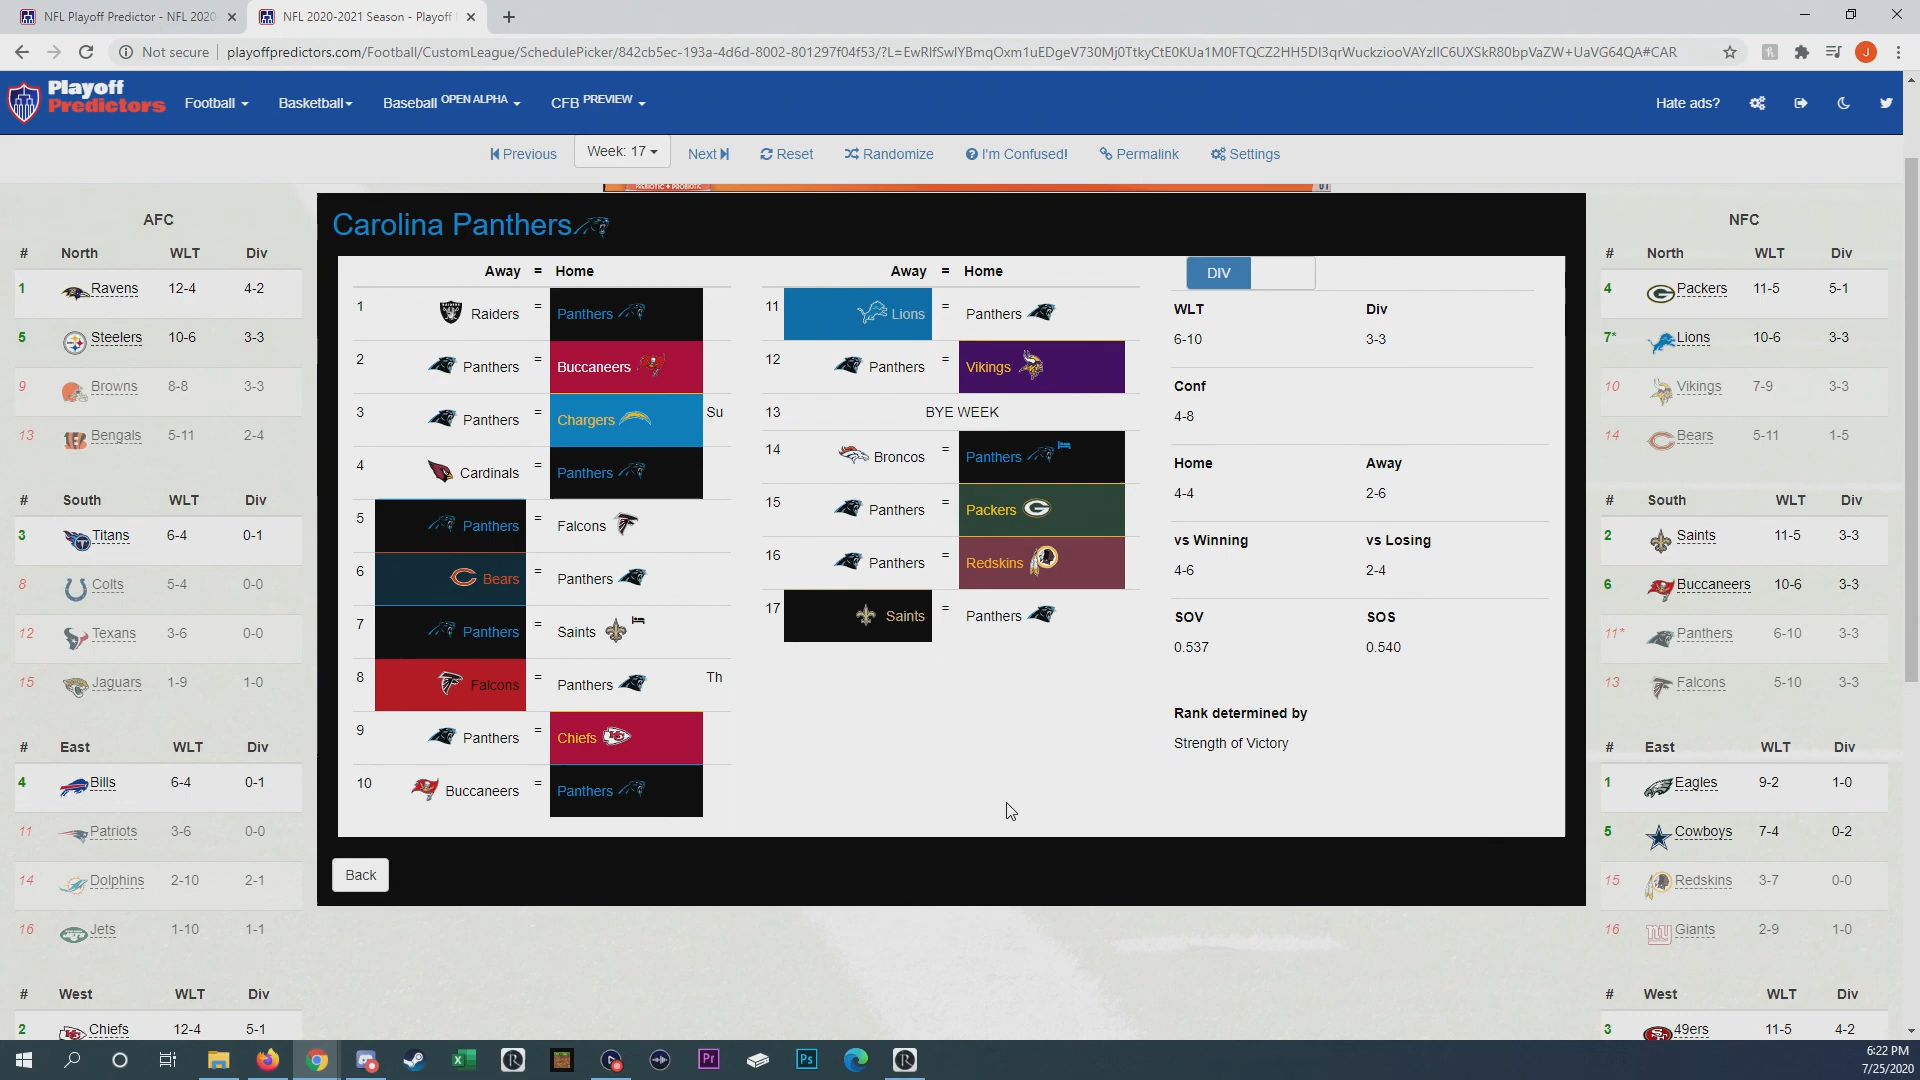 NFL Playoff Predictor - NFL 2020
NFL 2020-2021 Season - Playoff
Not secure
playoffpredictors.com/Football/CustomLeague/SchedulePicker/842cb5ec-193a-4d6d-8002-801297f04f53/?L=EwRlfSwIYBmqOxm1uEDgeV730Mj0TtkyCtE0KUa1M0FTQCZ2HH5DI3qrWuckziooVAYzIlC6UXSkR80bpVaZW+UaVG64QA#CAR
J
Playoff
Predictors
Football
Basketball
Baseball OPEN ALPHA
CFB PREVIEW
Hate ads?
Previous
Week: 17
Next
Reset
Randomize
I'm Confused!
Permalink
Settings
PREBIOTIC + PROBIOTIC
AFC
# North WLT Div
1 Ravens 12-4 4-2
5 Steelers 10-6 3-3
9 Browns 8-8 3-3
13 Bengals 5-11 2-4
# South WLT Div
3 Titans 6-4 0-1
8 Colts 5-4 0-0
12 Texans 3-6 0-0
15 Jaguars 1-9 1-0
# East WLT Div
4 Bills 6-4 0-1
11 Patriots 3-6 0-0
14 Dolphins 2-10 2-1
16 Jets 1-10 1-1
# West WLT Div
2 Chiefs 12-4 5-1
Carolina Panthers
Away = Home
1 Raiders = Panthers
2 Panthers = Buccaneers
3 Panthers = Chargers Su
4 Cardinals = Panthers
5 Panthers = Falcons
6 Bears = Panthers
7 Panthers = Saints
8 Falcons = Panthers Th
9 Panthers = Chiefs
10 Buccaneers = Panthers
Away = Home
11 Lions = Panthers
12 Panthers = Vikings
13 BYE WEEK
14 Broncos = Panthers
15 Panthers = Packers
16 Panthers = Redskins
17 Saints = Panthers
DIV
WLT Div
6-10 3-3
Conf
4-8
Home Away
4-4 2-6
vs Winning vs Losing
4-6 2-4
SOV SOS
0.537 0.540
Rank determined by
Strength of Victory
Back
NFC
# North WLT Div
4 Packers 11-5 5-1
7* Lions 10-6 3-3
10 Vikings 7-9 3-3
14 Bears 5-11 1-5
# South WLT Div
2 Saints 11-5 3-3
6 Buccaneers 10-6 3-3
11* Panthers 6-10 3-3
13 Falcons 5-10 3-3
# East WLT Div
1 Eagles 9-2 1-0
5 Cowboys 7-4 0-2
15 Redskins 3-7 0-0
16 Giants 2-9 1-0
# West WLT Div
3 49ers 11-5 4-2
6:22 PM
7/25/2020